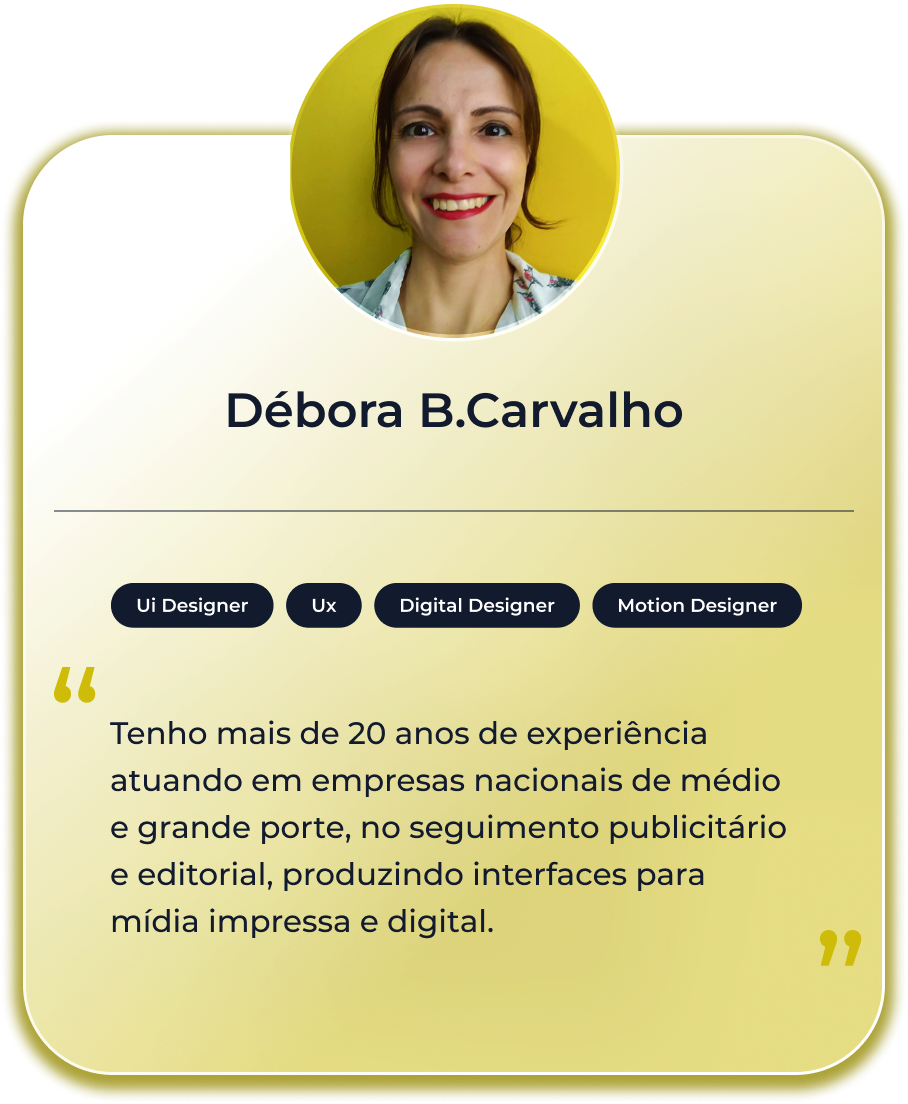 Débora B.Carvalho
Ui Designer Ux Digital Designer Motion Designer
“
Tenho mais de 20 anos de experiência
atuando em empresas nacionais de médio
e grande porte, no seguimento publicitário
e editorial, produzindo interfaces para
mídia impressa e digital.
”